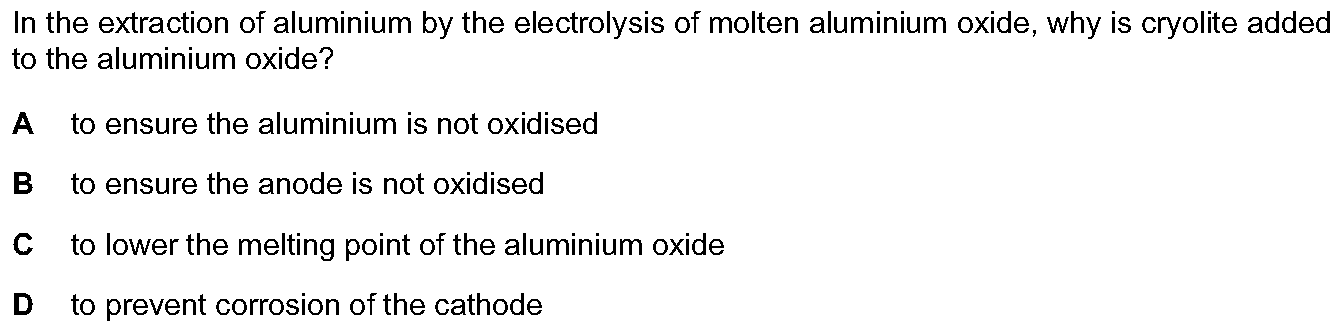 In the extraction of aluminium by the electrolysis of molten aluminium oxide, why is cryolite added
to the aluminium oxide?
A to ensure the aluminium is not oxidised
B to ensure the anode is not oxidised
C to lower the melting point of the aluminium oxide
D to prevent corrosion of the cathode